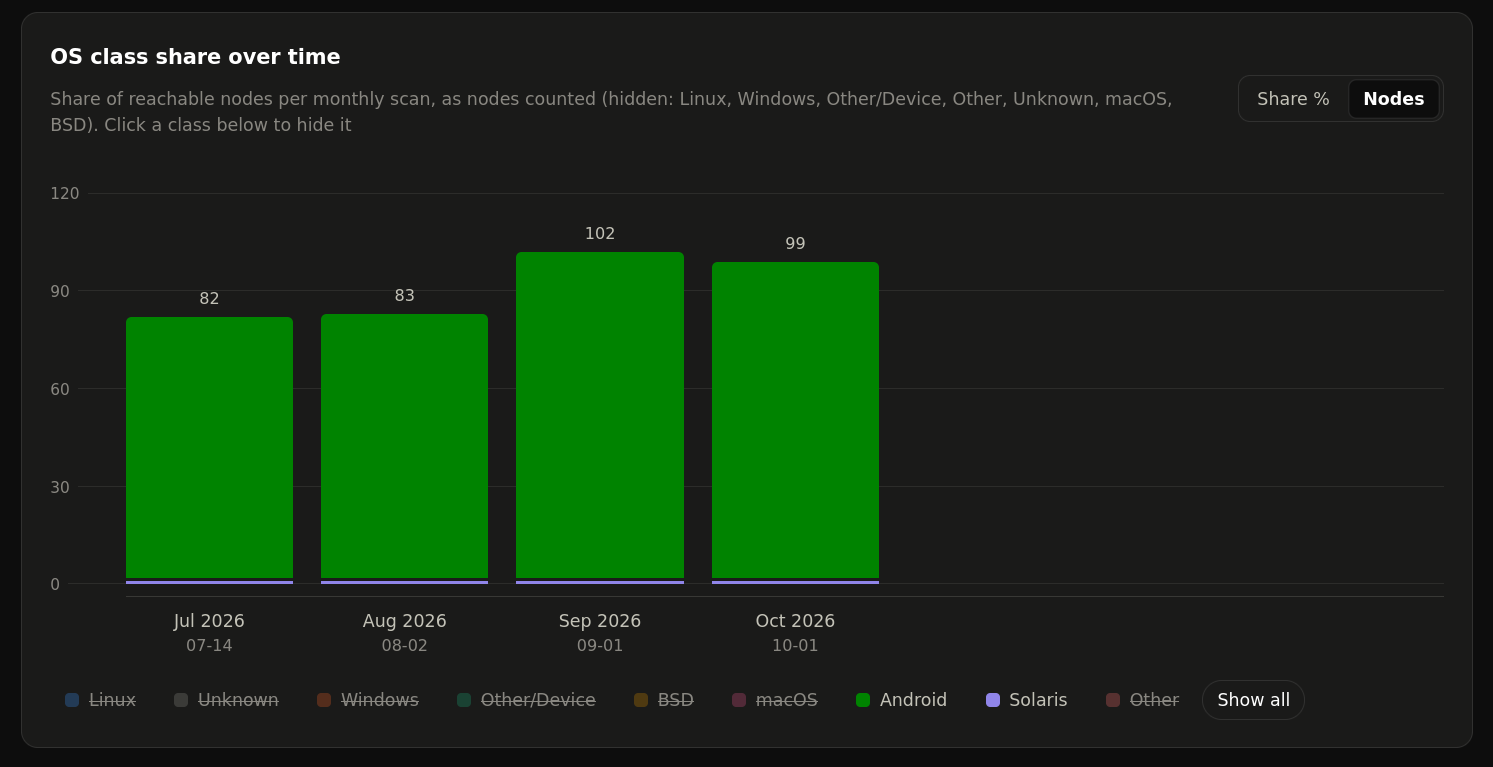 OS class share over time
Share of reachable nodes per monthly scan, as nodes counted (hidden: Linux, Windows, Other/Device, Other, Unknown, macOS,
BSD). Click a class below to hide it
Share % Nodes
120
90
60
30
0
82 83 102 99
Jul 2026 Aug 2026 Sep 2026 Oct 2026
07-14 08-02 09-01 10-01
Linux Unknown Windows Other/Device BSD macOS Android Solaris Other Show all